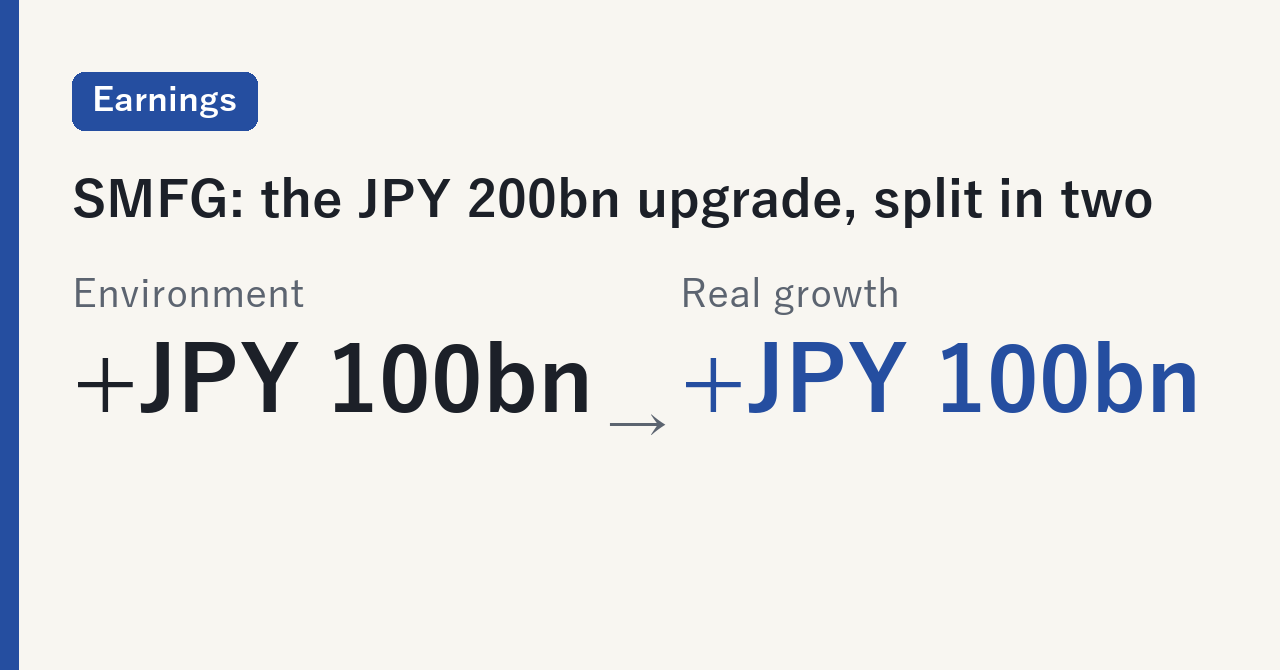 Earnings
SMFG: the JPY 200bn upgrade, split in two
Environment
Real growth
+JPY 100bn → +JPY 100bn